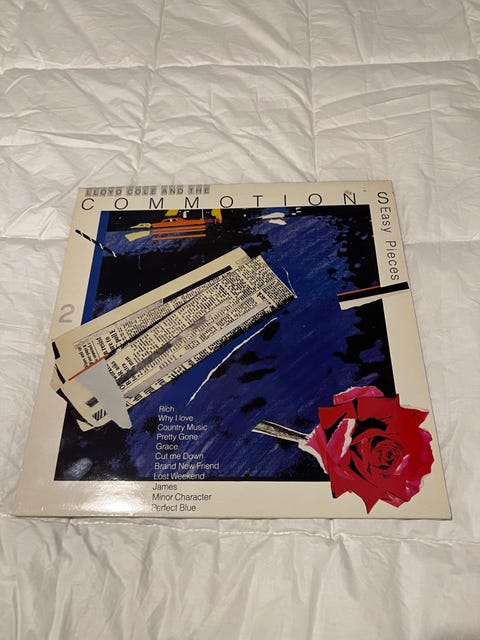 LLOYD COLE AND THE
COMMOTIONS
Easy Pieces
2
Rich
Why I love
Country Music
Pretty Gone
Grace
Cut me Down
Brand New Friend
Lost Weekend
James
Minor Character
Perfect Blue